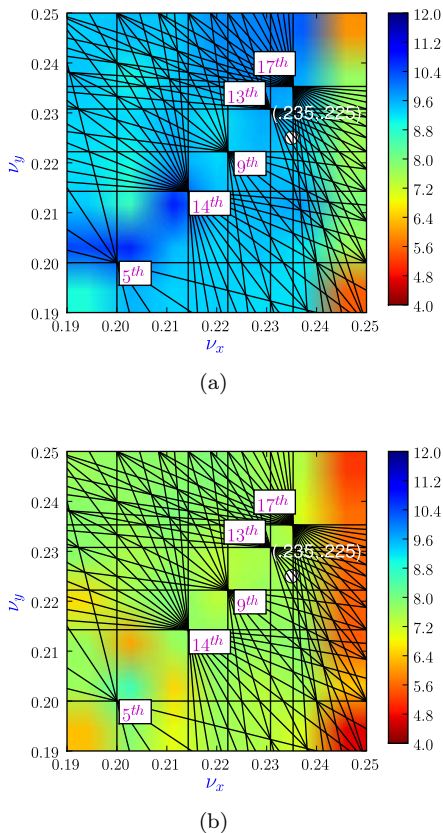 0.25
0.24
0.23
0.22
0.21
0.20
0.19
ν_y
17^th
13^th
(.235,.225)
9^th
14^th
5^th
0.19 0.20 0.21 0.22 0.23 0.24 0.25
ν_x
12.0
11.2
10.4
9.6
8.8
8.0
7.2
6.4
5.6
4.8
4.0
(a)
0.25
0.24
0.23
0.22
0.21
0.20
0.19
ν_y
17^th
13^th
(.235,.225)
9^th
14^th
5^th
0.19 0.20 0.21 0.22 0.23 0.24 0.25
ν_x
12.0
11.2
10.4
9.6
8.8
8.0
7.2
6.4
5.6
4.8
4.0
(b)